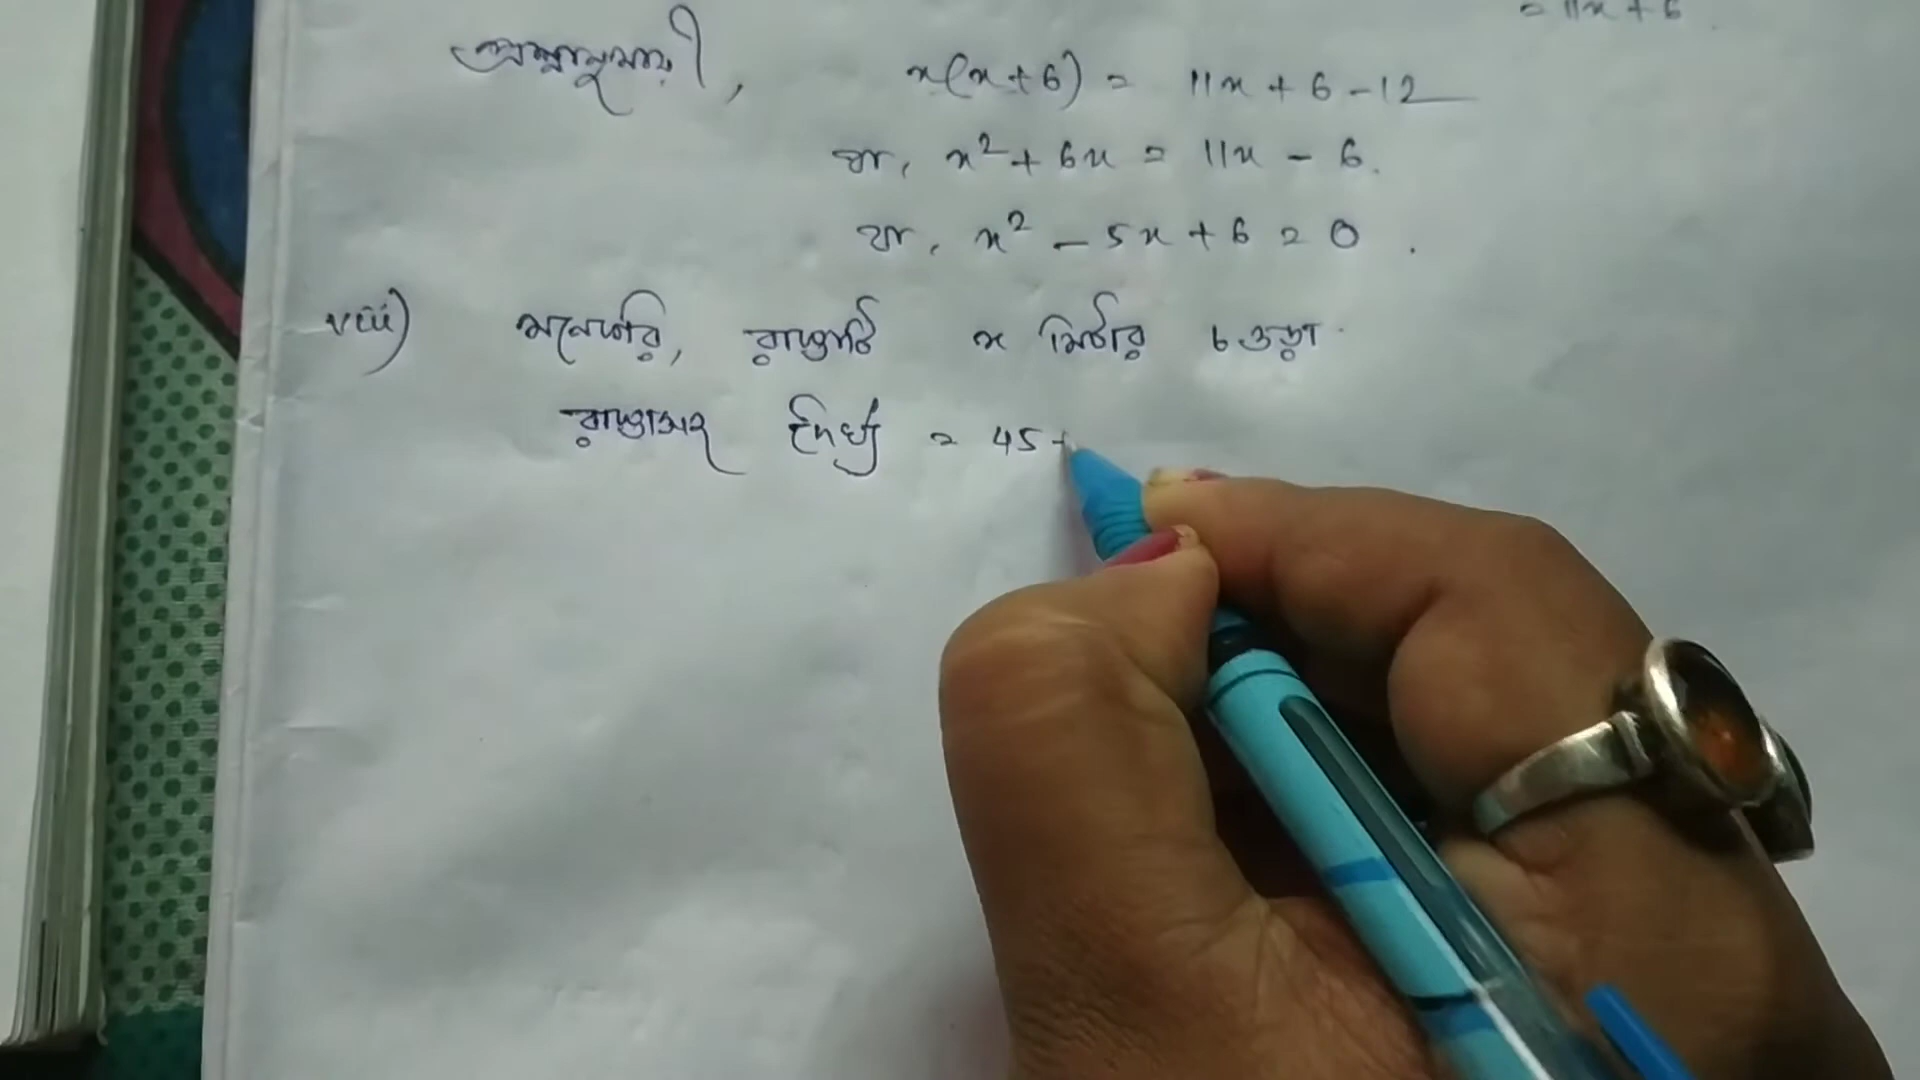 = 11x + 6
প্রশ্নানুসারী, x(x+6) = 11x + 6 - 12
বা, x² + 6x = 11x - 6.
বা, x² - 5x + 6 = 0.
viii) মনেকরি, রাস্তাটি x মিটার চওড়া.
রাস্তাসহ দৈর্ঘ্য = 45 +